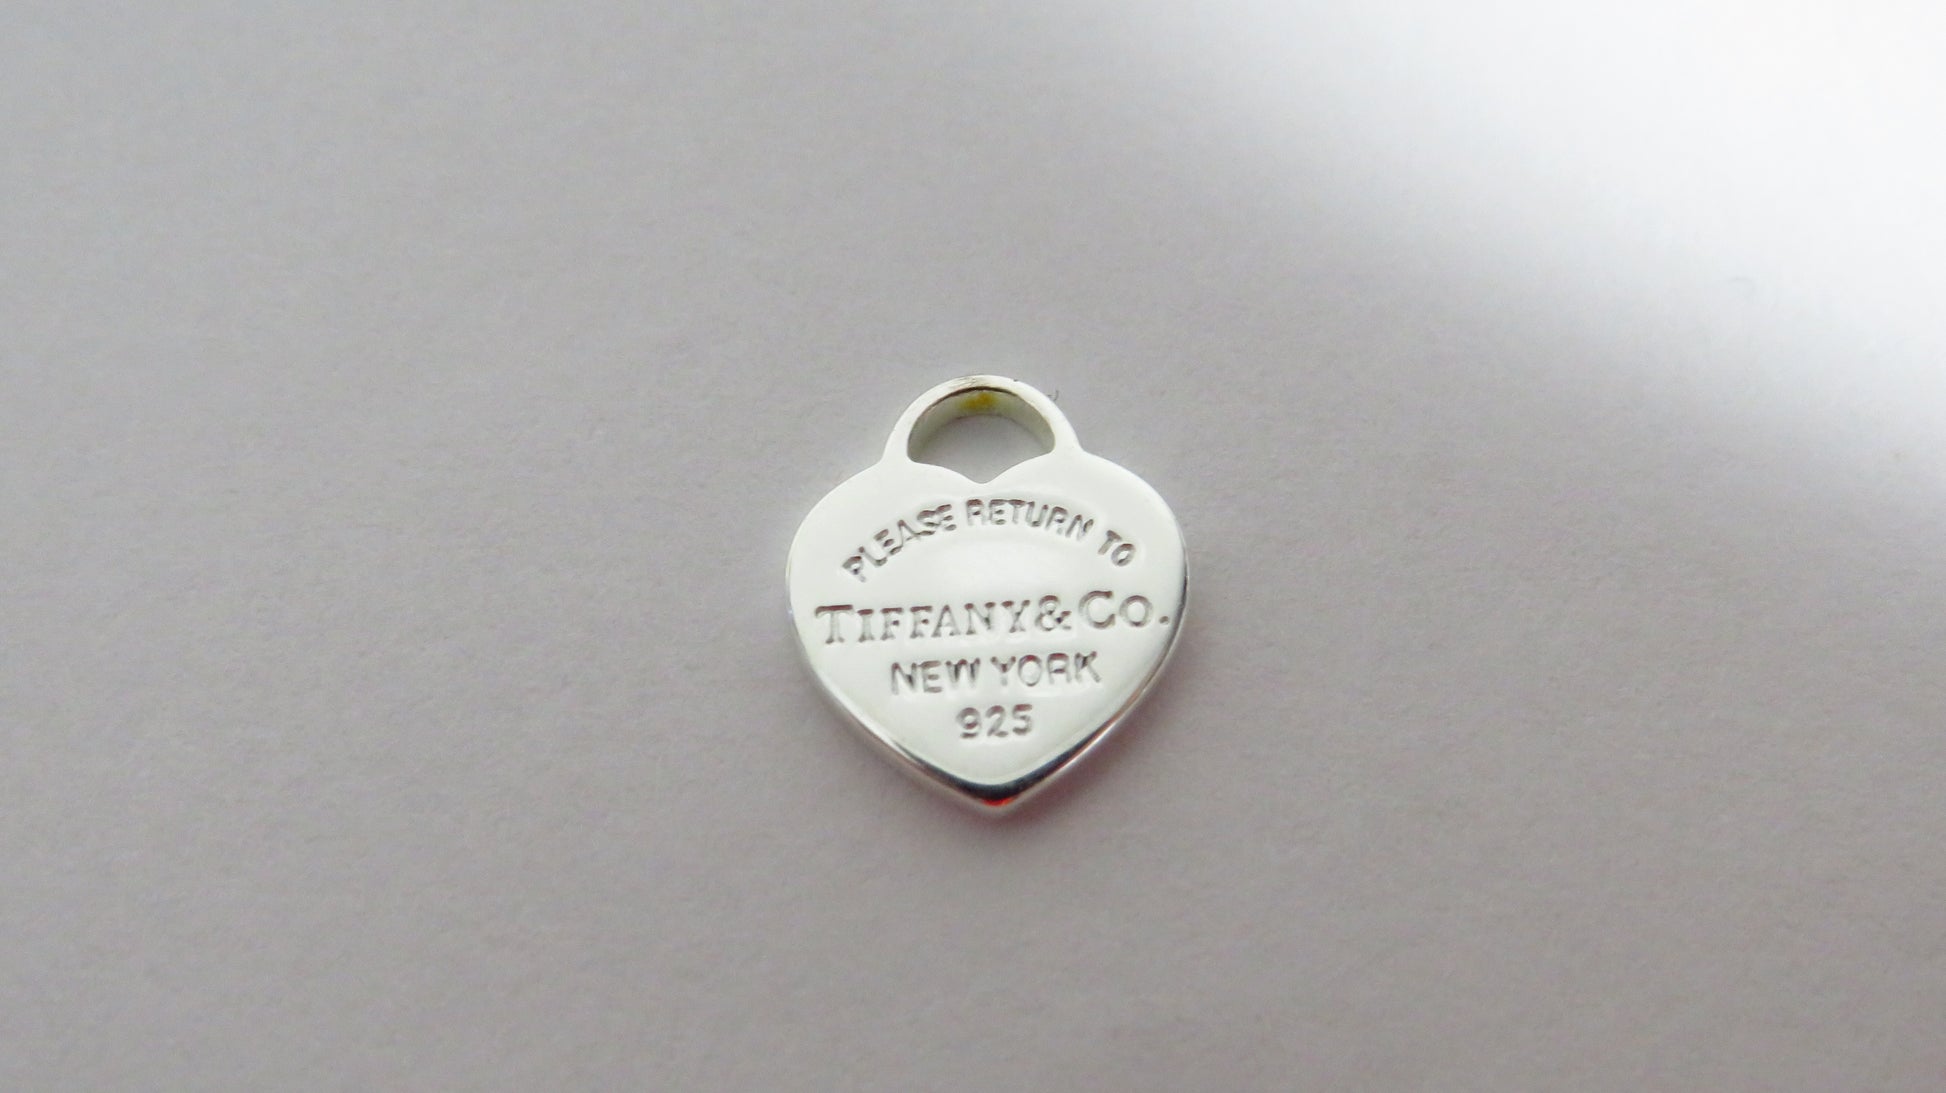 PLEASE RETURN TO
TIFFANY & CO.
NEW YORK
925